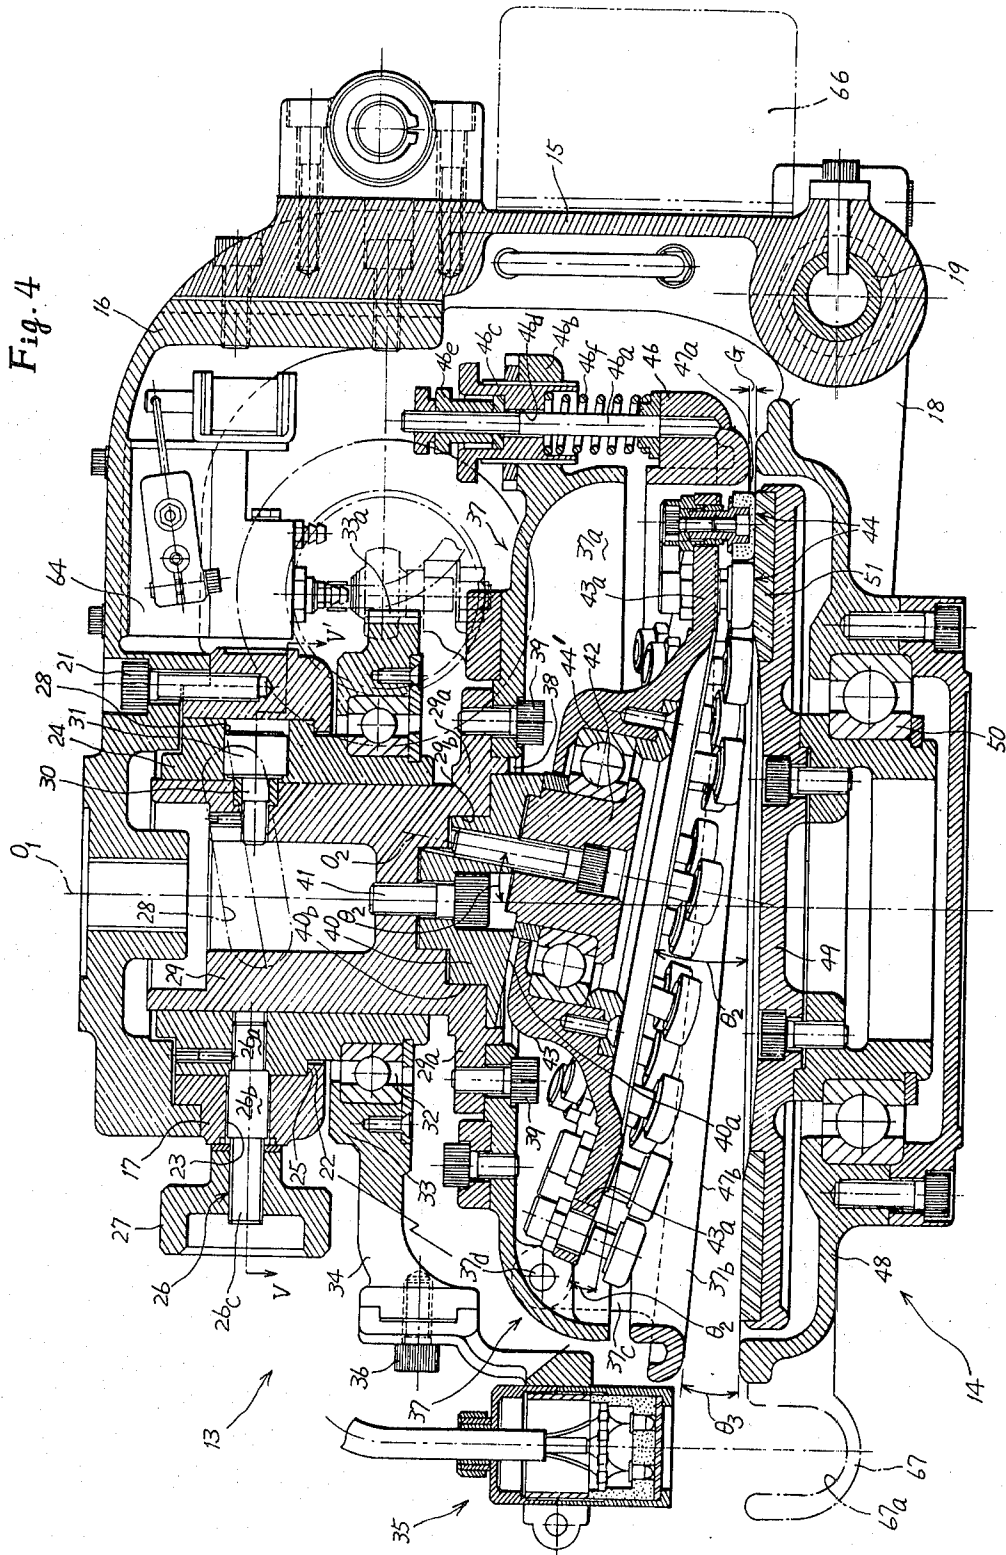 Fig. 4
66
15
16
19
18
G
46e
46c
46d
46b
46f
46a
46
47a
44
51
64
21
28
31
24
30
O₁
V'
33a
37
29a
29b
39
38
44'
42
43a
37a
O₂
41
40b
θ₂
40
28
29
50
49
26a
26b
17
23
25
22
27
26
26c
V
34
33
32
29a
39
43
40a
θ₂
47b
43a
37b
37d
θ₂
37c
48
36
37
13
35
θ₃
14
67
67a